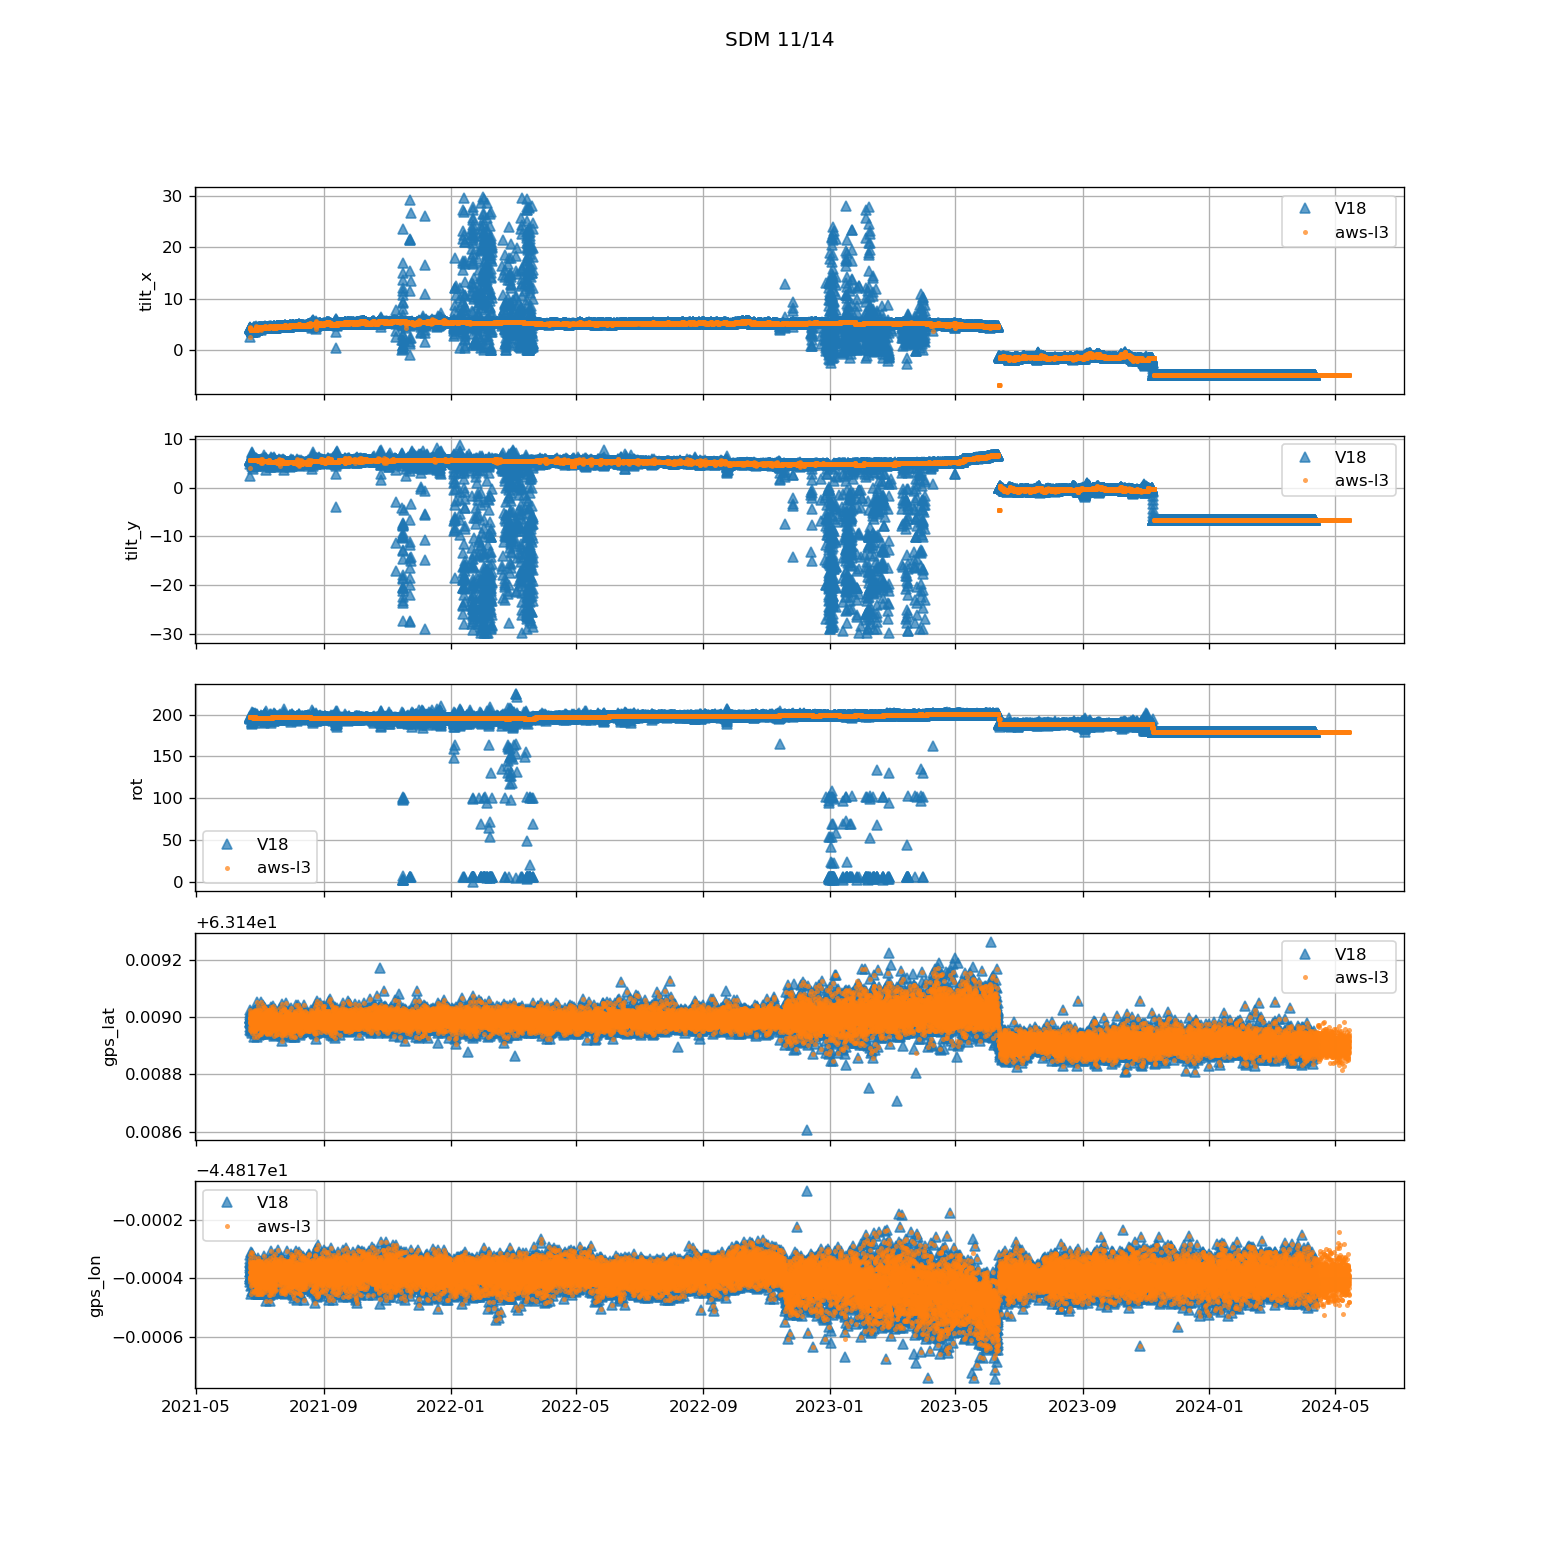 SDM 11/14
tilt_x
30
20
10
0
V18
aws-l3
tilt_y
10
0
−10
−20
−30
V18
aws-l3
rot
200
150
100
50
0
V18
aws-l3
+6.314e1
gps_lat
0.0092
0.0090
0.0088
0.0086
V18
aws-l3
−4.4817e1
gps_lon
−0.0002
−0.0004
−0.0006
V18
aws-l3
2021-05 2021-09 2022-01 2022-05 2022-09 2023-01 2023-05 2023-09 2024-01 2024-05